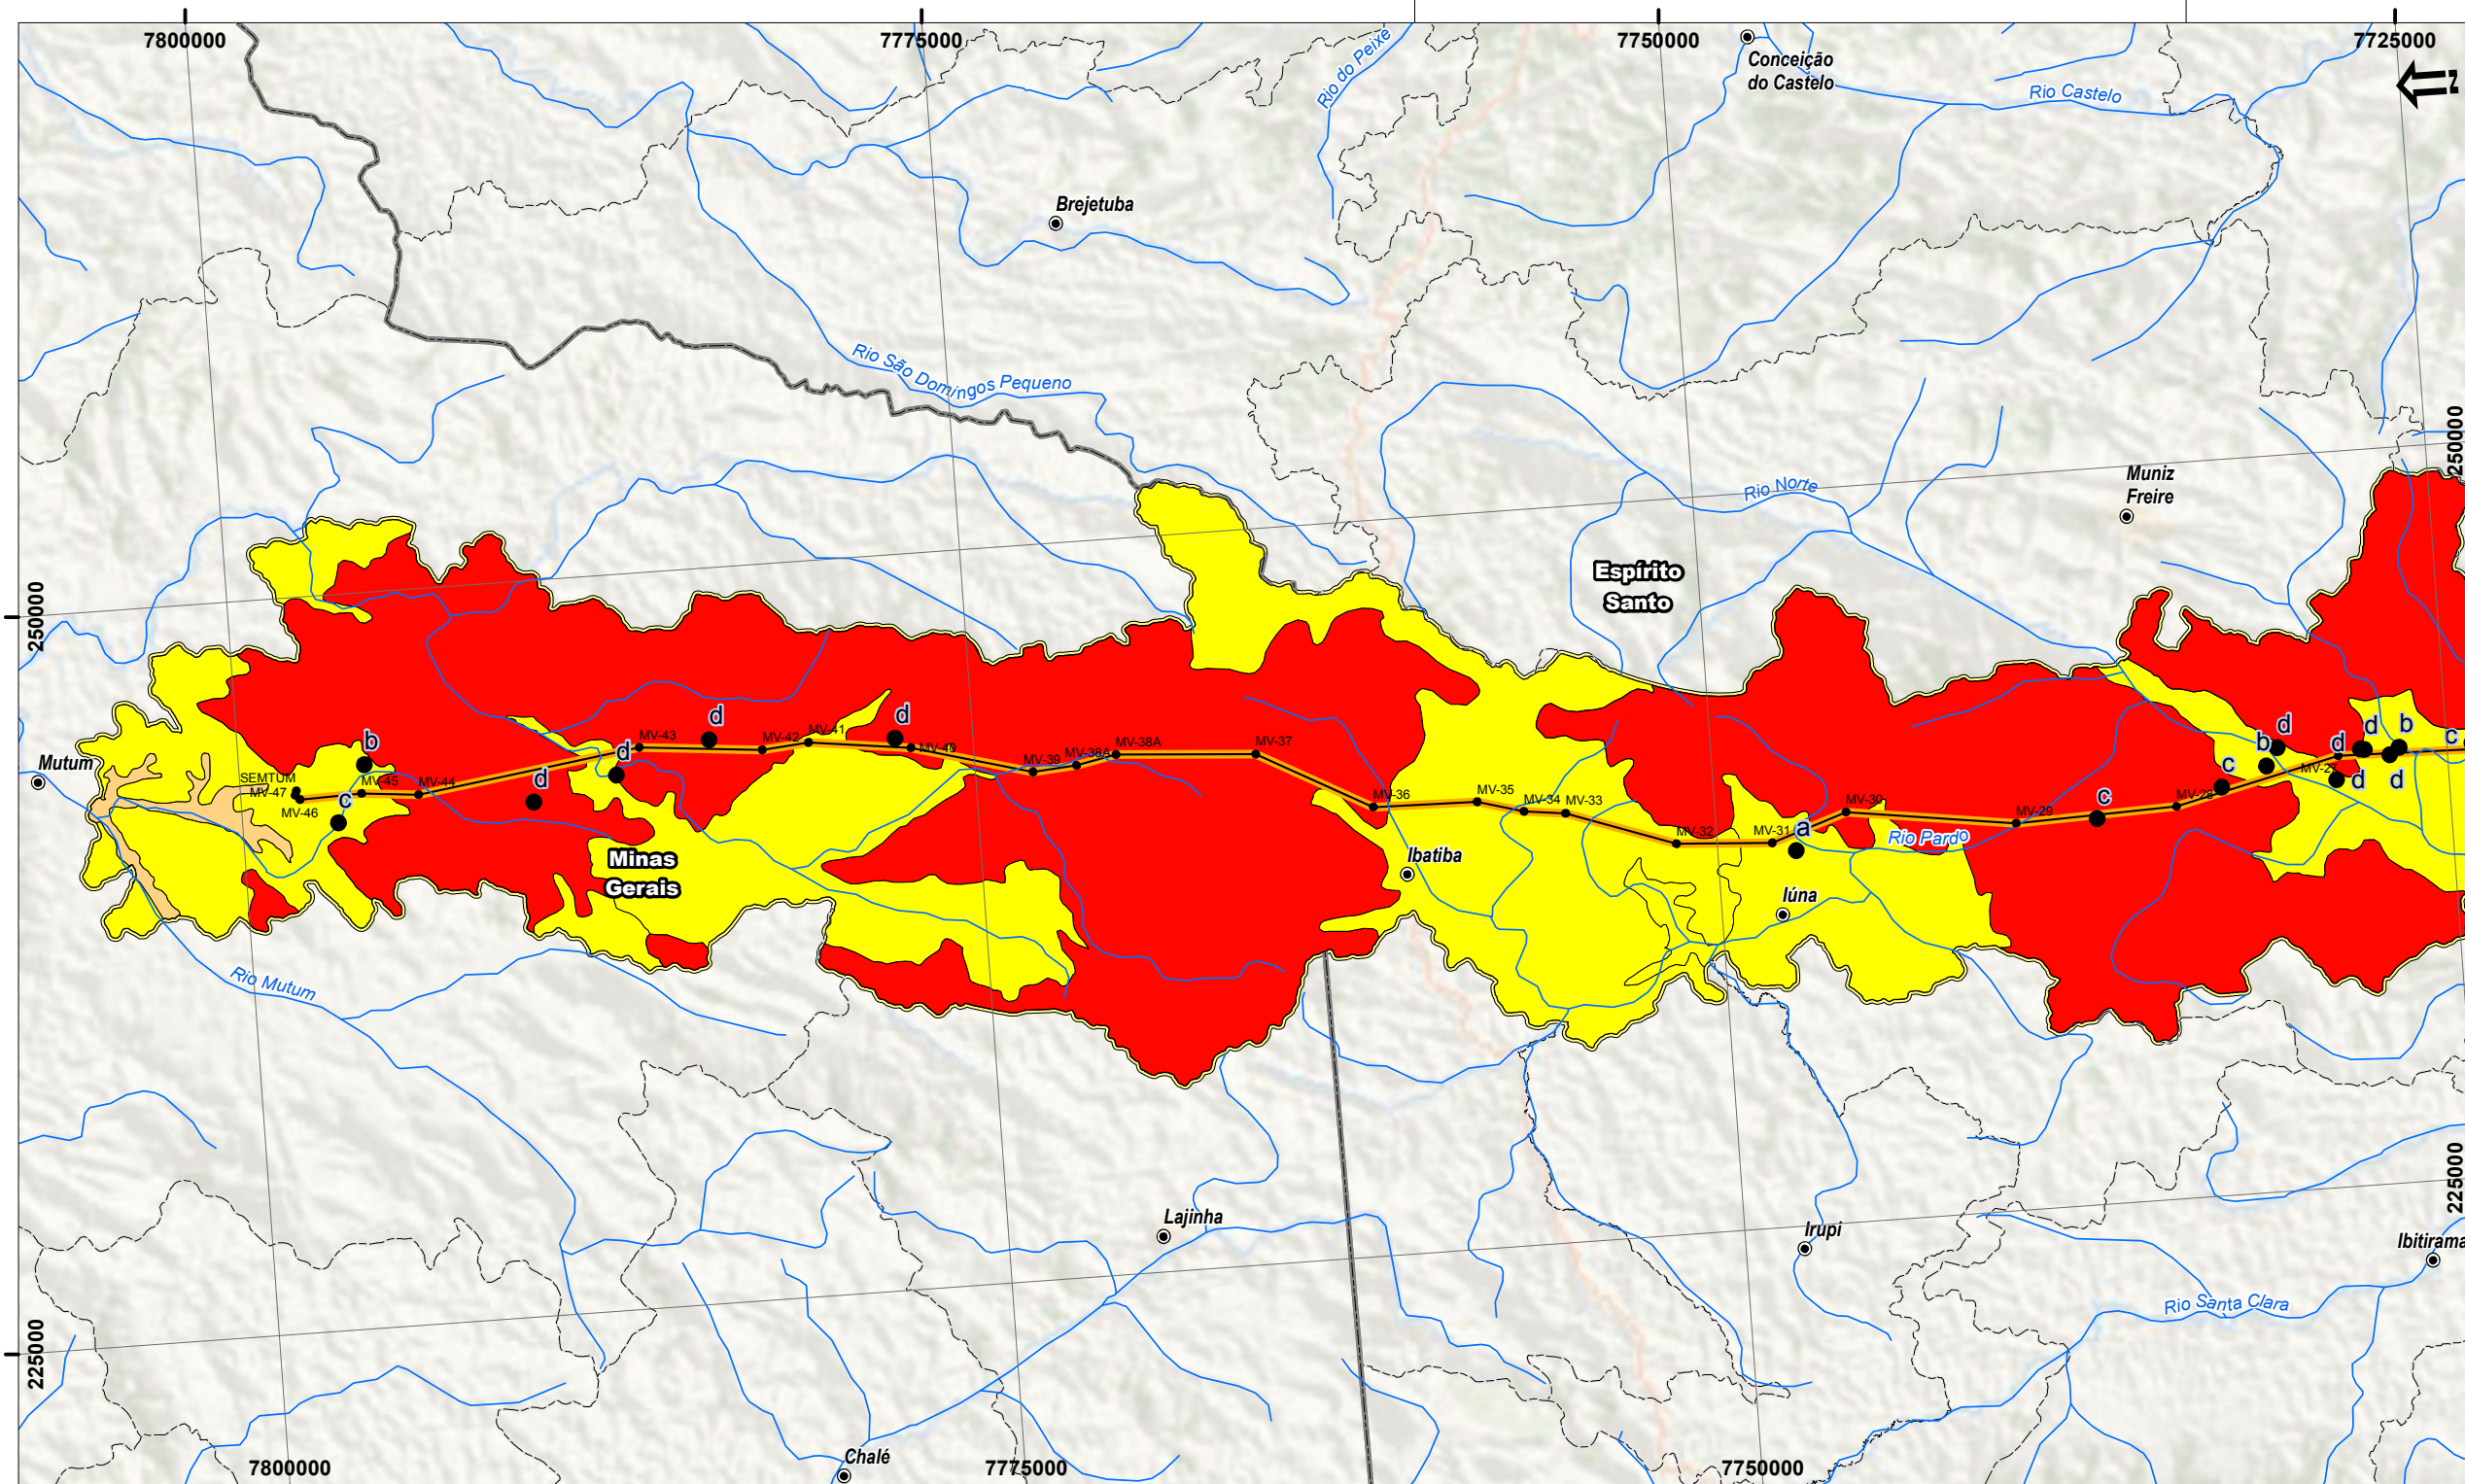 7800000
7775000
7750000
7725000
Conceição
do Castelo
Rio do Peixe
Rio Castelo
N
Brejetuba
Rio São Domingos Pequeno
250000
Muniz
Freire
Rio Norte
Espírito
Santo
250000
Mutum
SEMTUM
MV-47
MV-46
b
MV-45
c
MV-44
d
d
MV-43
d
MV-42
MV-41
d
MV-40
MV-39
MV-38A
MV-38A
MV-37
MV-36
MV-35
MV-34
MV-33
MV-32
MV-31
a
MV-30
MV-29
c
MV-28
c
b
d
MV-27
d
d
d
b
d
c
Rio Pardo
Minas
Gerais
Ibatiba
Iúna
Rio Mutum
Lajinha
Irupi
Ibitirama
225000
Rio Santa Clara
225000
Chalé
7800000
7775000
7750000